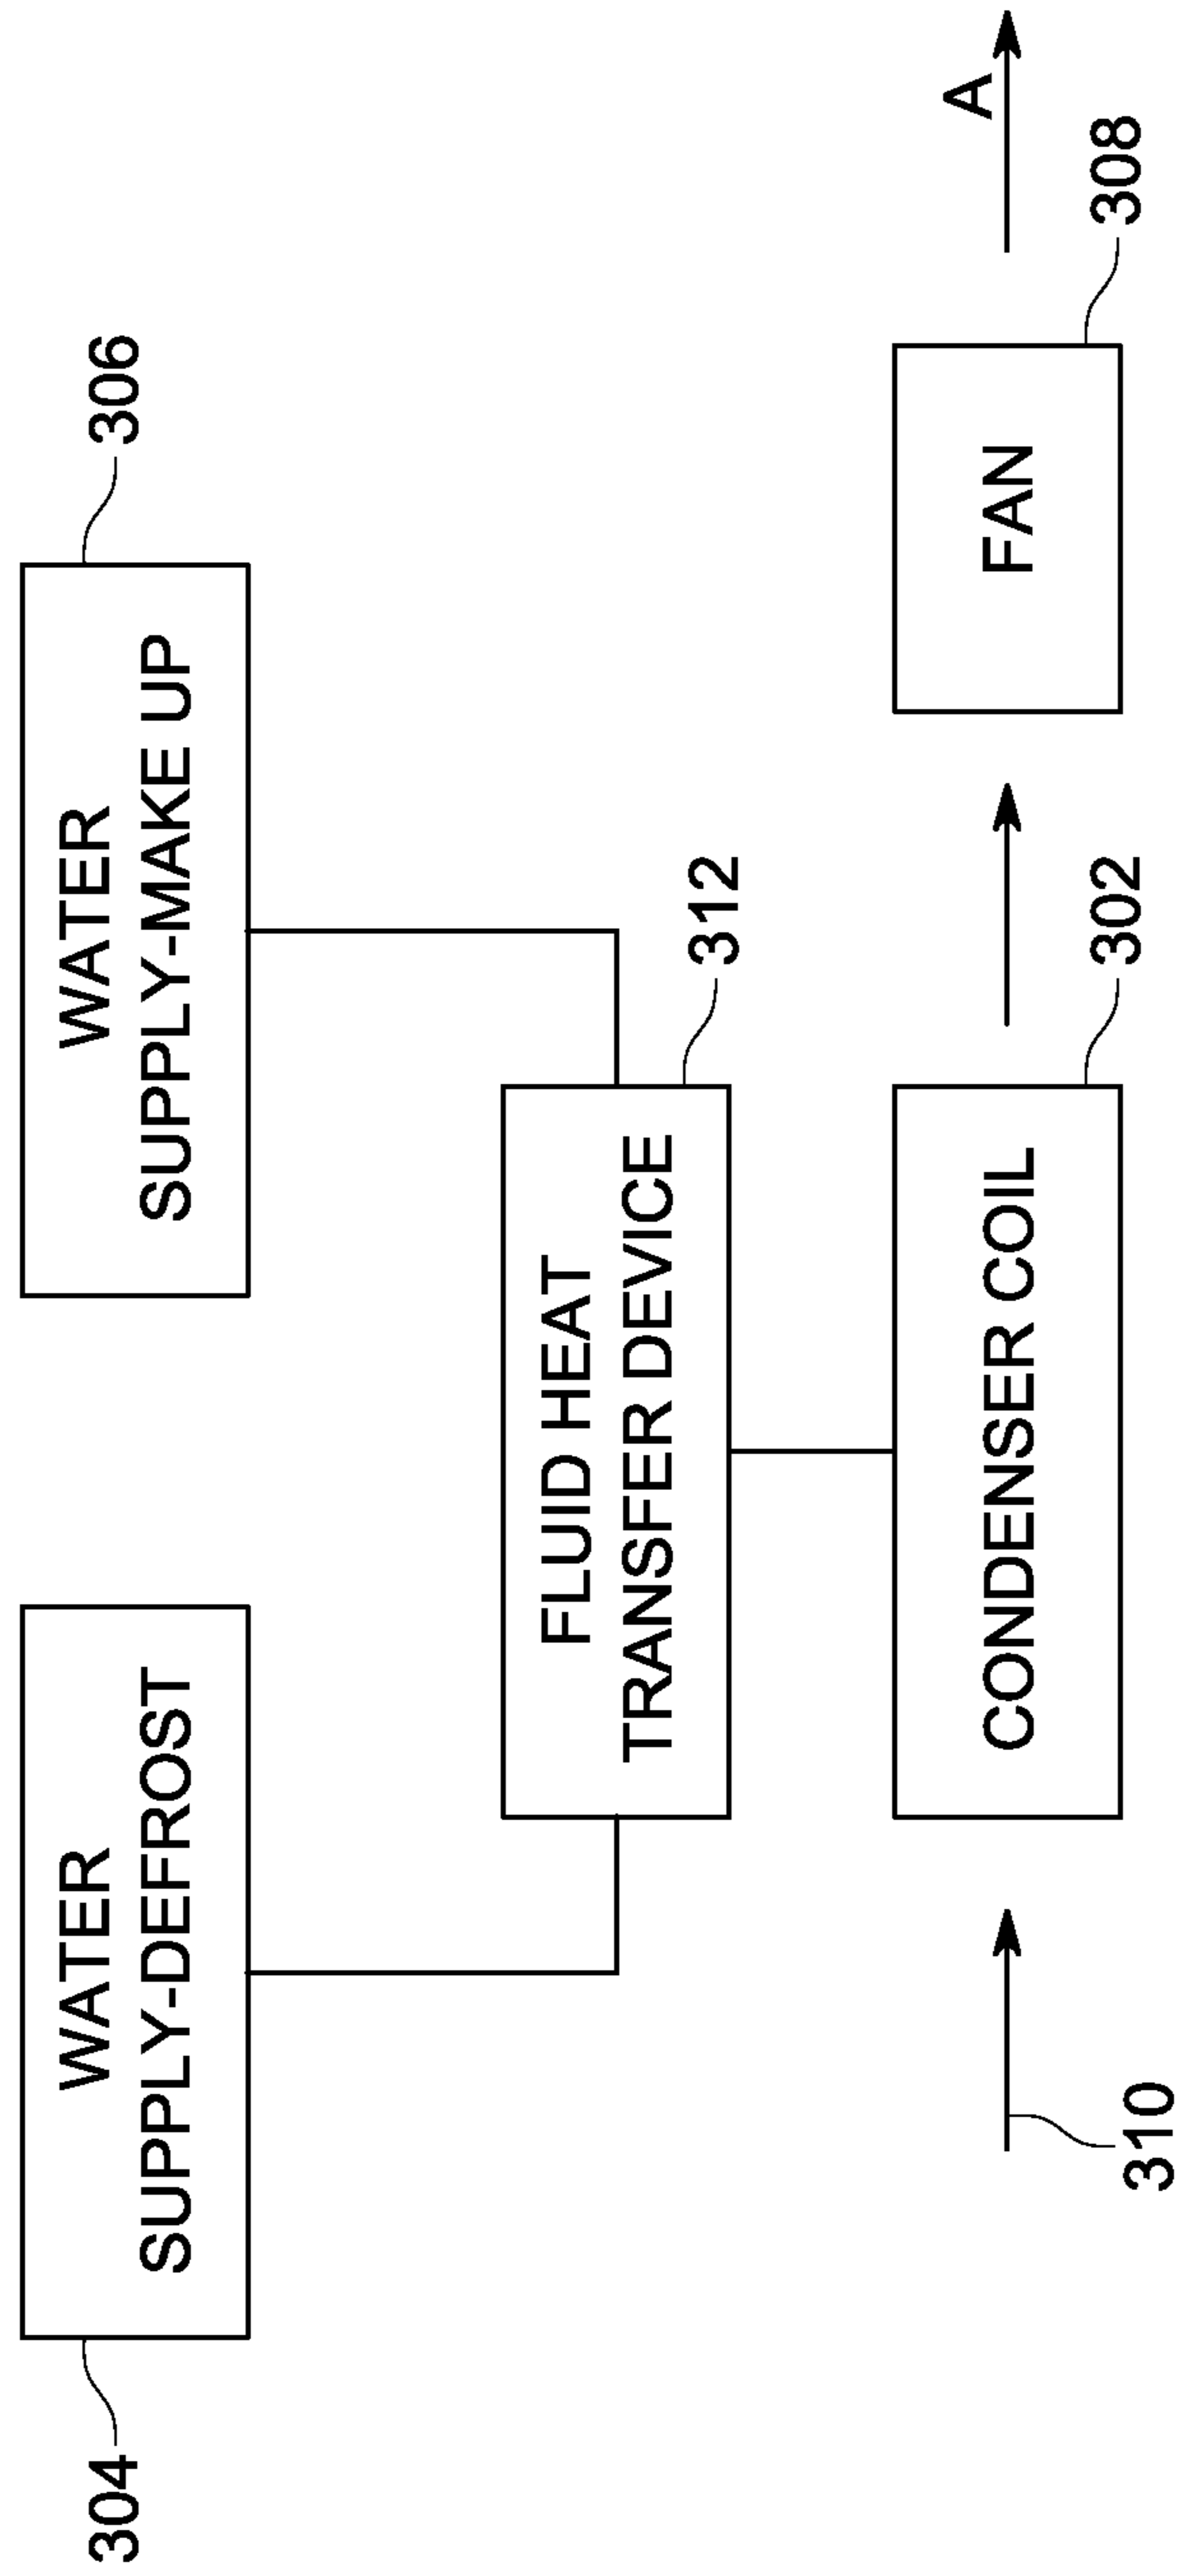 304
WATER
SUPPLY-DEFROST
WATER
SUPPLY-MAKE UP
306
FLUID HEAT
TRANSFER DEVICE
312
310
CONDENSER COIL
302
FAN
308
A